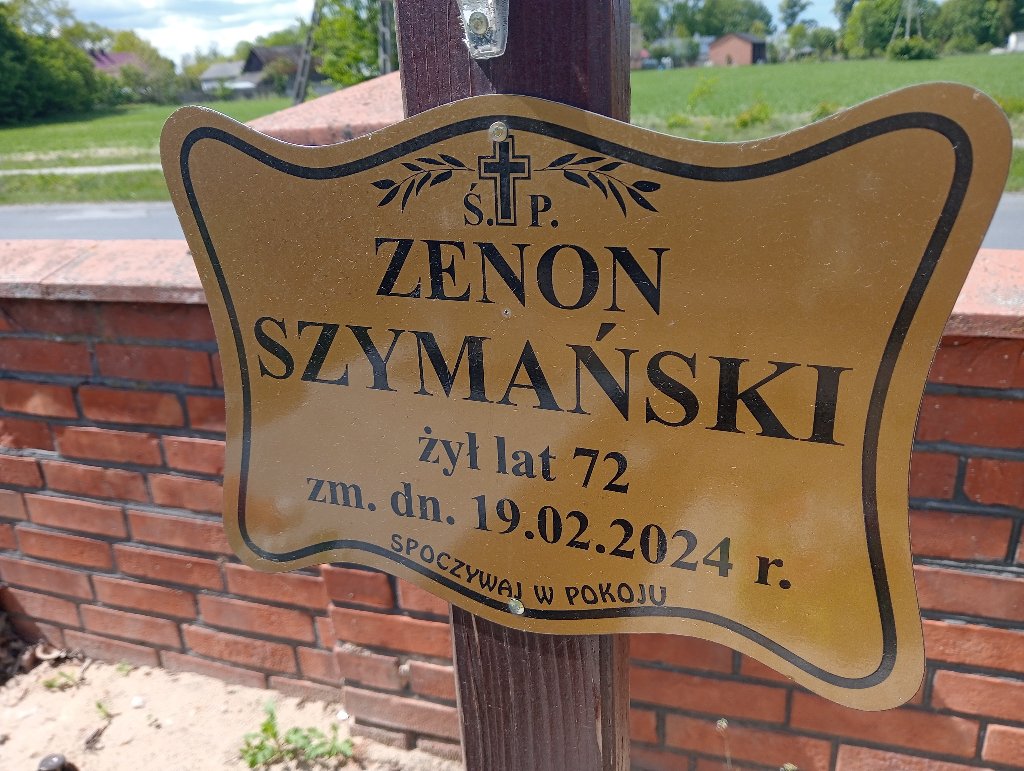 Ś. P.
ZENON
SZYMAŃSKI
żył lat 72
zm. dn. 19.02.2024 r.
SPOCZYWAJ W POKOJU